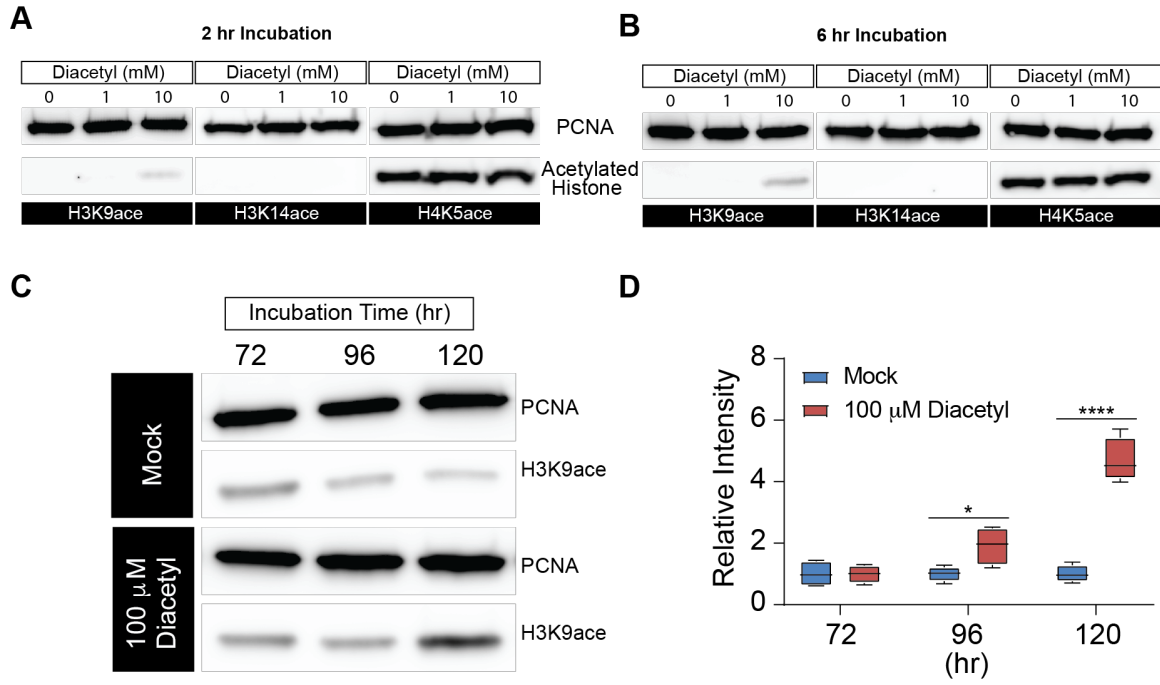 A
2 hr Incubation
Diacetyl (mM) Diacetyl (mM) Diacetyl (mM)
0 1 10 0 1 10 0 1 10
PCNA
Acetylated
Histone
H3K9ace H3K14ace H4K5ace
B
6 hr Incubation
Diacetyl (mM) Diacetyl (mM) Diacetyl (mM)
0 1 10 0 1 10 0 1 10
H3K9ace H3K14ace H4K5ace
C
Incubation Time (hr)
72 96 120
Mock
PCNA
H3K9ace
100 μM
Diacetyl
PCNA
H3K9ace
D
Relative Intensity
8
6
4
2
0
Mock
100 μM Diacetyl
*
****
72 96 120
(hr)